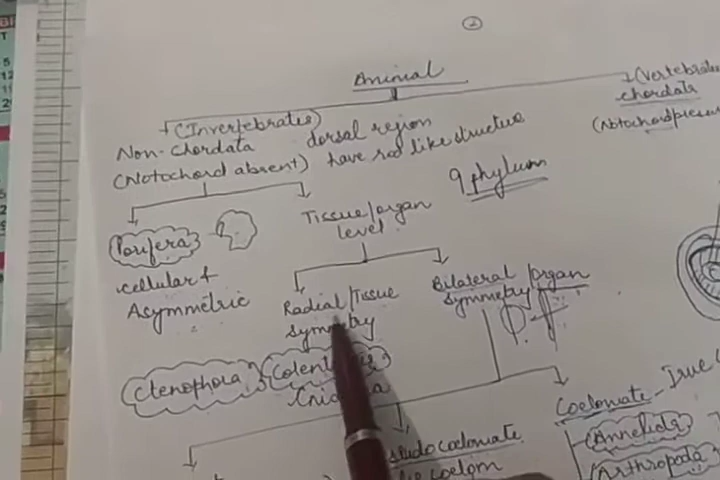 2
Animal
(Invertebrates)
Non-Chordata
(Notochord absent)
dorsal region
have rod like structure
(Vertebrates
chordata
(Notochord present
9 phylum
Porifera
cellular &
Asymmetric
Tissue/organ
level
Radial/Tissue
symmetry
Ctenophora
Bilateral/organ
symmetry
P.f
Coelomate - True
Annelida
Arthropoda